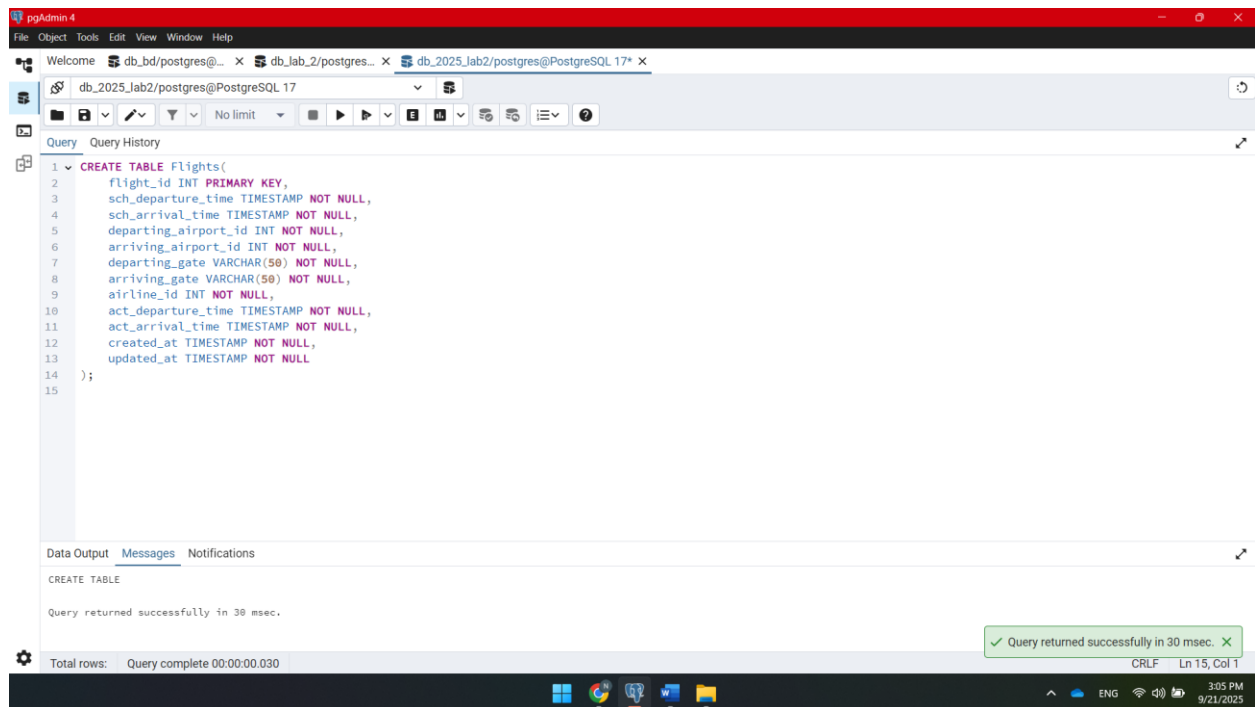 pgAdmin 4
File Object Tools Edit View Window Help
Welcome db_bd/postgres@... db_lab_2/postgres... db_2025_lab2/postgres@PostgreSQL 17*
db_2025_lab2/postgres@PostgreSQL 17
No limit E
Query Query History
1 CREATE TABLE Flights(
2 flight_id INT PRIMARY KEY,
3 sch_departure_time TIMESTAMP NOT NULL,
4 sch_arrival_time TIMESTAMP NOT NULL,
5 departing_airport_id INT NOT NULL,
6 arriving_airport_id INT NOT NULL,
7 departing_gate VARCHAR(50) NOT NULL,
8 arriving_gate VARCHAR(50) NOT NULL,
9 airline_id INT NOT NULL,
10 act_departure_time TIMESTAMP NOT NULL,
11 act_arrival_time TIMESTAMP NOT NULL,
12 created_at TIMESTAMP NOT NULL,
13 updated_at TIMESTAMP NOT NULL
14 );
15
Data Output Messages Notifications
CREATE TABLE
Query returned successfully in 30 msec.
Query returned successfully in 30 msec.
Total rows: Query complete 00:00:00.030 CRLF Ln 15, Col 1
ENG 3:05 PM
9/21/2025